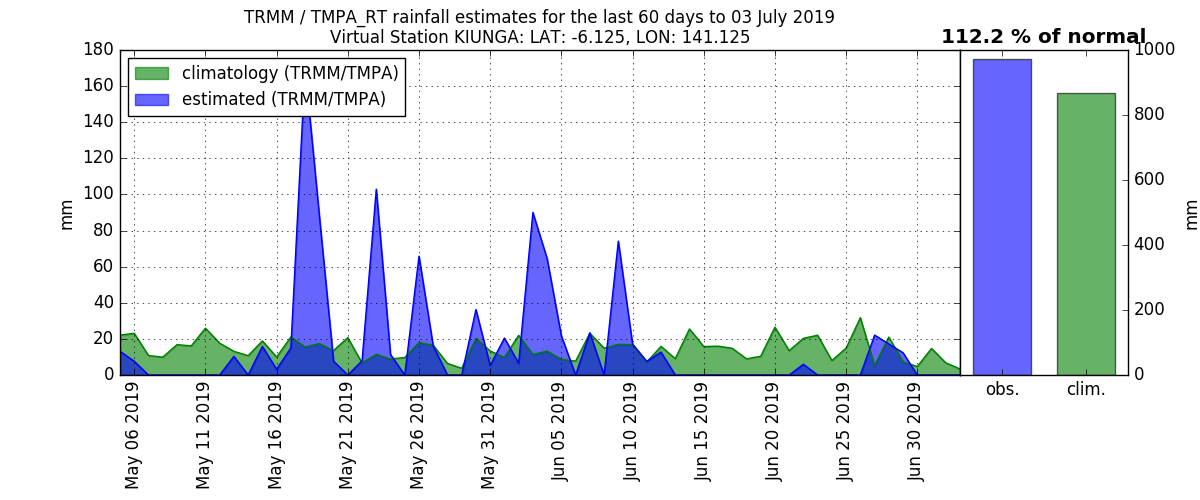 TRMM / TMPA_RT rainfall estimates for the last 60 days to 03 July 2019
Virtual Station KIUNGA: LAT: -6.125, LON: 141.125
112.2 % of normal
climatology (TRMM/TMPA)
estimated (TRMM/TMPA)
180
160
140
120
100
80
60
40
20
0
mm
May 06 2019
May 11 2019
May 16 2019
May 21 2019
May 26 2019
May 31 2019
Jun 05 2019
Jun 10 2019
Jun 15 2019
Jun 20 2019
Jun 25 2019
Jun 30 2019
obs.
clim.
1000
800
600
400
200
0
mm